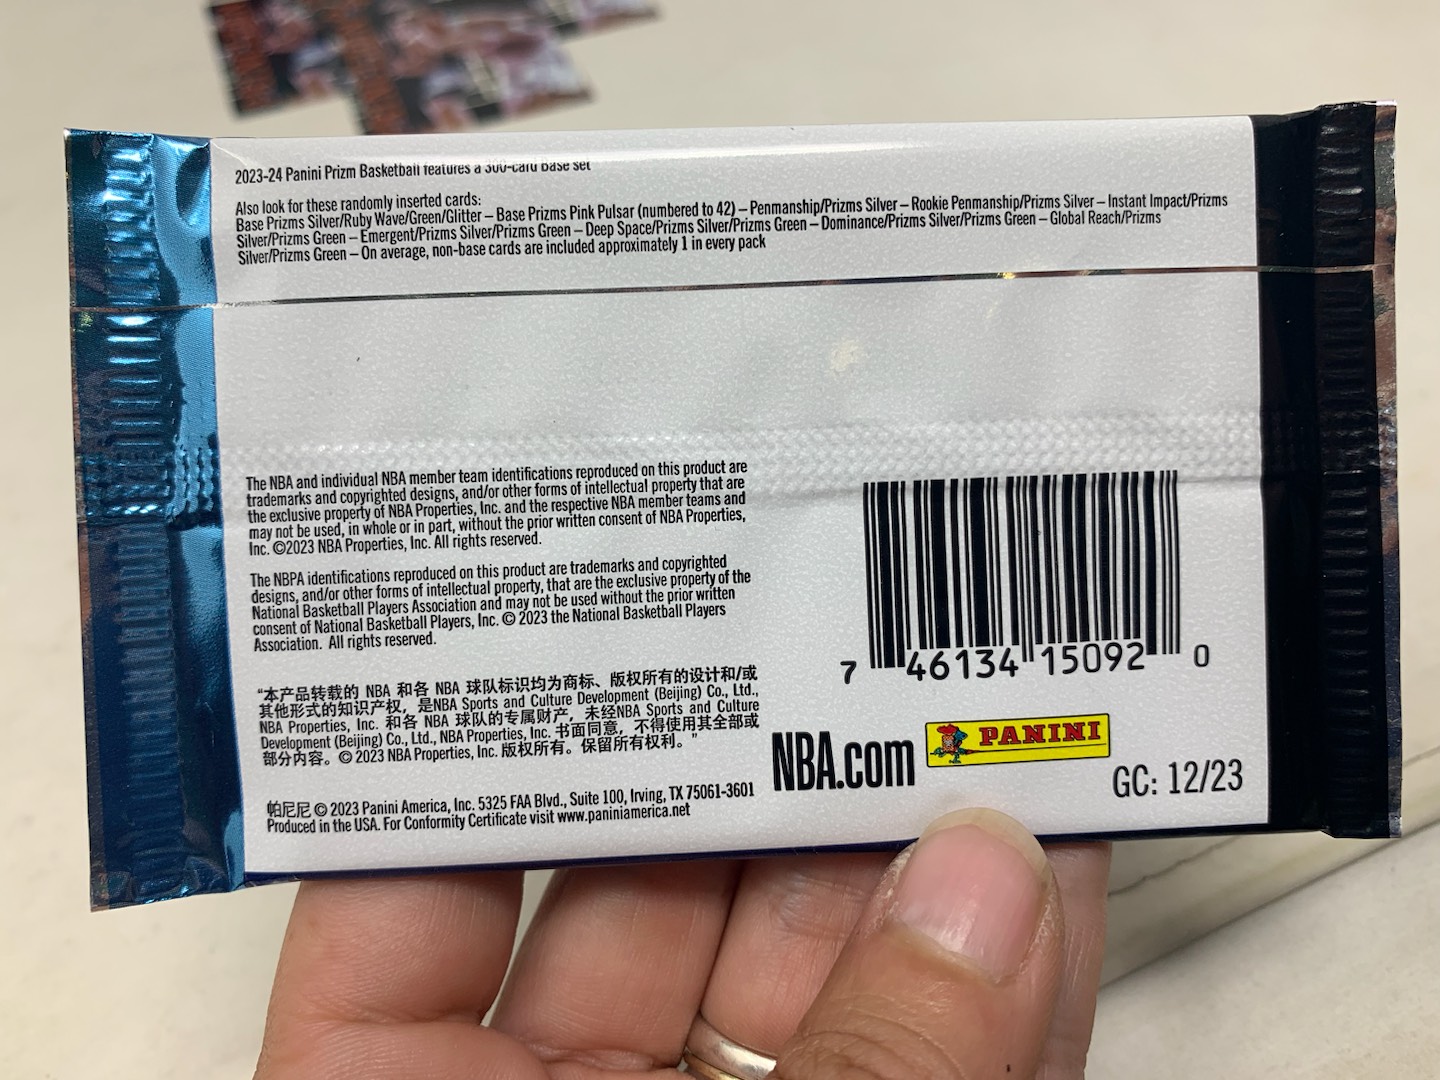 2023-24 Panini Prizm Basketball features a 300-card base set
Also look for these randomly inserted cards:
Base Prizms Silver/Ruby Wave/Green/Glitter – Base Prizms Pink Pulsar (numbered to 42) – Penmanship/Prizms Silver – Rookie Penmanship/Prizms Silver – Instant Impact/Prizms
Silver/Prizms Green – Emergent/Prizms Silver/Prizms Green – Deep Space/Prizms Silver/Prizms Green – Dominance/Prizms Silver/Prizms Green – Global Reach/Prizms
Silver/Prizms Green – On average, non-base cards are included approximately 1 in every pack
The NBA and individual NBA member team identifications reproduced on this product are
trademarks and copyrighted designs, and/or other forms of intellectual property that are
the exclusive property of NBA Properties, Inc. and the respective NBA member teams and
may not be used, in whole or in part, without the prior written consent of NBA Properties,
Inc. ©2023 NBA Properties, Inc. All rights reserved.
The NBPA identifications reproduced on this product are trademarks and copyrighted
designs, and/or other forms of intellectual property, that are the exclusive property of the
National Basketball Players Association and may not be used without the prior written
consent of National Basketball Players, Inc. © 2023 the National Basketball Players
Association. All rights reserved.
“本产品转载的 NBA 和各 NBA 球队标识均为商标、版权所有的设计和/或
其他形式的知识产权，是NBA Sports and Culture Development (Beijing) Co., Ltd.,
NBA Properties, Inc. 和各 NBA 球队的专属财产，未经NBA Sports and Culture
Development (Beijing) Co., Ltd., NBA Properties, Inc. 书面同意，不得使用其全部或
部分内容。© 2023 NBA Properties, Inc. 版权所有。保留所有权利。”
帕尼尼 © 2023 Panini America, Inc. 5325 FAA Blvd., Suite 100, Irving, TX 75061-3601
Produced in the USA. For Conformity Certificate visit www.paniniamerica.net
7 46134 15092 0
NBA.com
PANINI
GC: 12/23